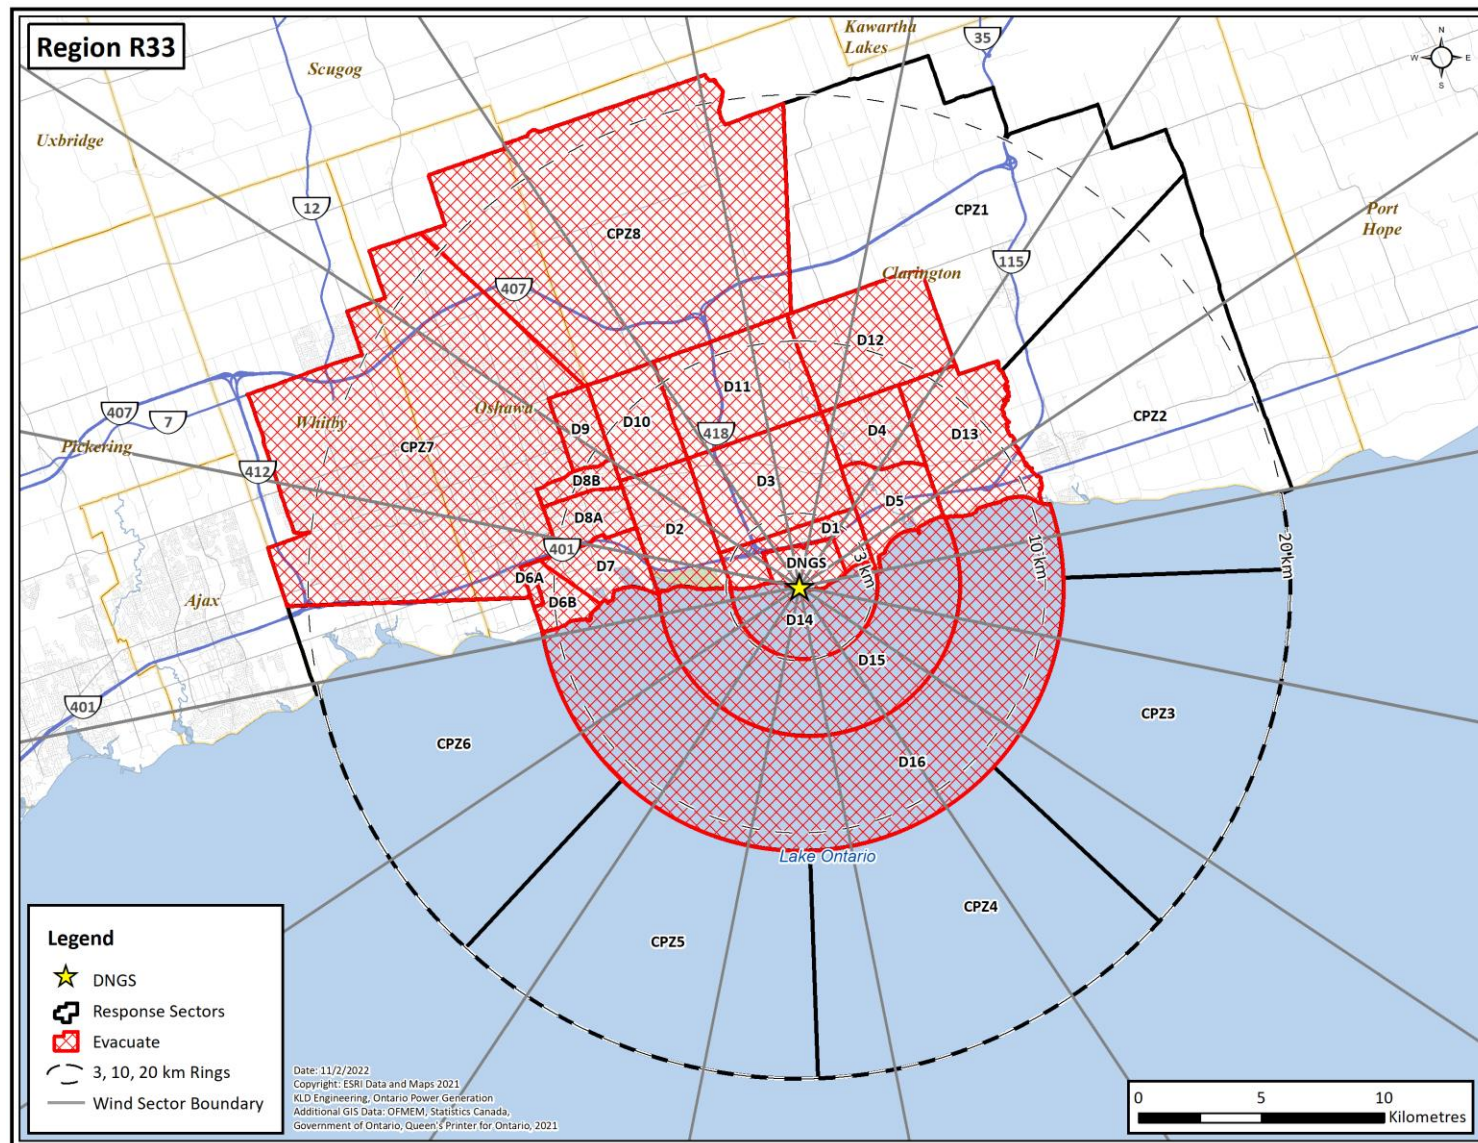 Region R33
Kawartha
Lakes
35
N
W E
S
Scugog
Uxbridge
12
CPZ1
Port
Hope
CPZ8
115
Clarington
407
D12
D11
407
7
Whitby
Oshawa
D9
D10
418
D4
D13
CPZ2
Pickering
CPZ7
412
D8B
D3
D5
D8A
D2
D1
401
DNGS
3 km
10 km
20 km
D7
D6A
D6B
Ajax
D14
D15
401
CPZ6
CPZ3
D16
Lake Ontario
CPZ4
CPZ5
Legend
DNGS
Response Sectors
Evacuate
3, 10, 20 km Rings
Wind Sector Boundary
Date: 11/2/2022
Copyright: ESRI Data and Maps 2021
KLD Engineering, Ontario Power Generation
Additional GIS Data: OFMEM, Statistics Canada,
Government of Ontario, Queen's Printer for Ontario, 2021
0 5 10
Kilometres